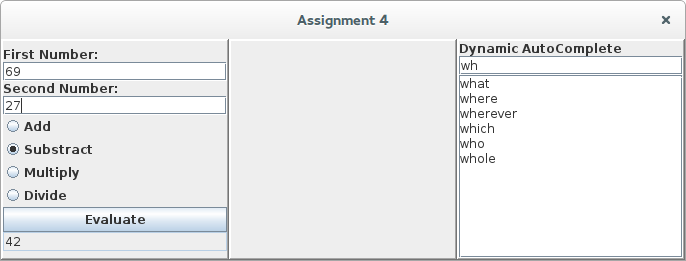 Assignment 4
First Number:
69
Second Number:
27
Add
Substract
Multiply
Divide
Evaluate
42
Dynamic AutoComplete
wh
what
where
wherever
which
who
whole